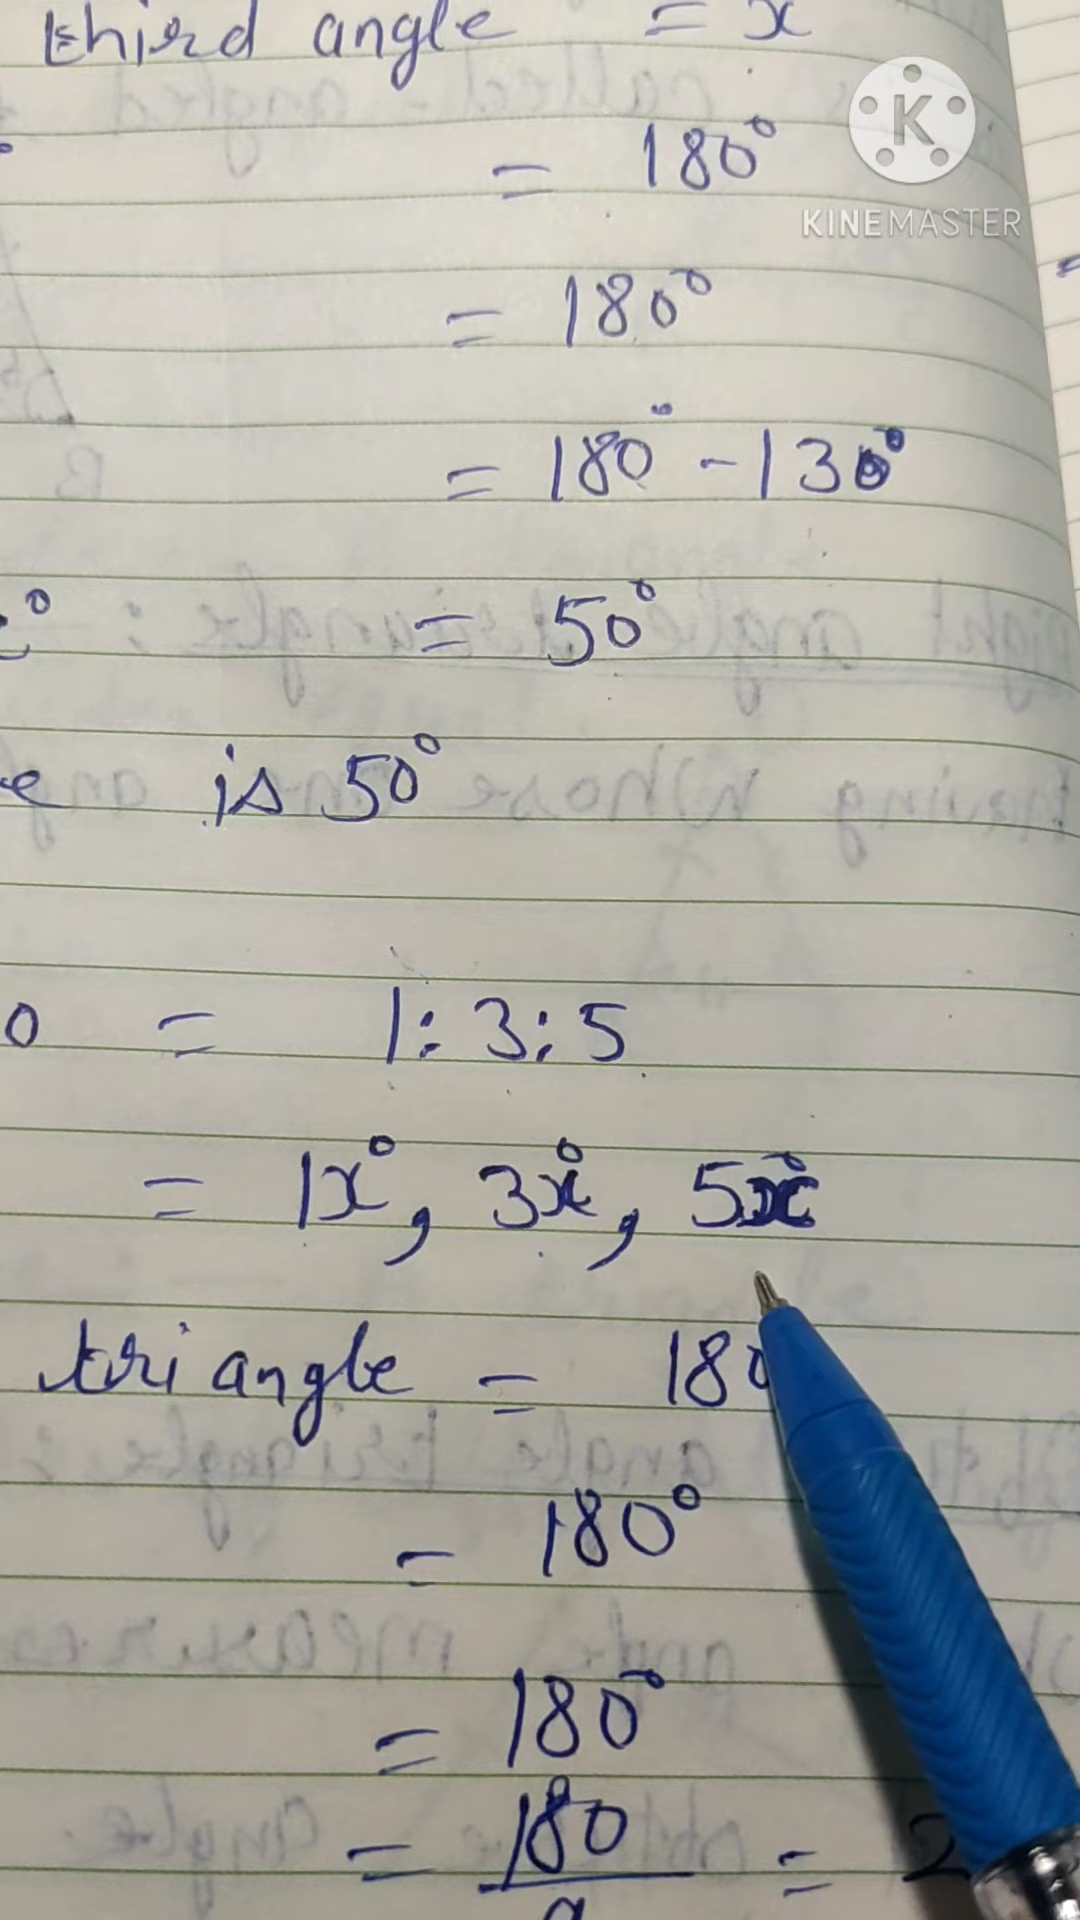 third angle = x
K
KINEMASTER
= 180°
= 180°
= 180° - 130°
° = 50°
is 50°
= 1:3:5
= 1x°, 3x°, 5x°
triangle = 180
= 180°
= 180°
= 180 = 2